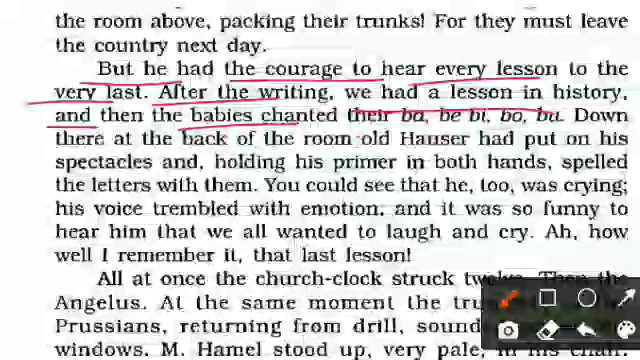 the room above, packing their trunks! For they must leave
the country next day.
But he had the courage to hear every lesson to the
very last. After the writing, we had a lesson in history,
and then the babies chanted their ba, be bi, bo, bu. Down
there at the back of the room old Hauser had put on his
spectacles and, holding his primer in both hands, spelled
the letters with them. You could see that he, too, was crying;
his voice trembled with emotion, and it was so funny to
hear him that we all wanted to laugh and cry. Ah, how
well I remember it, that last lesson!
All at once the church-clock struck twelve. Then the
Angelus. At the same moment the
Prussians, returning from drill,
windows. M. Hamel stood up, very pale,